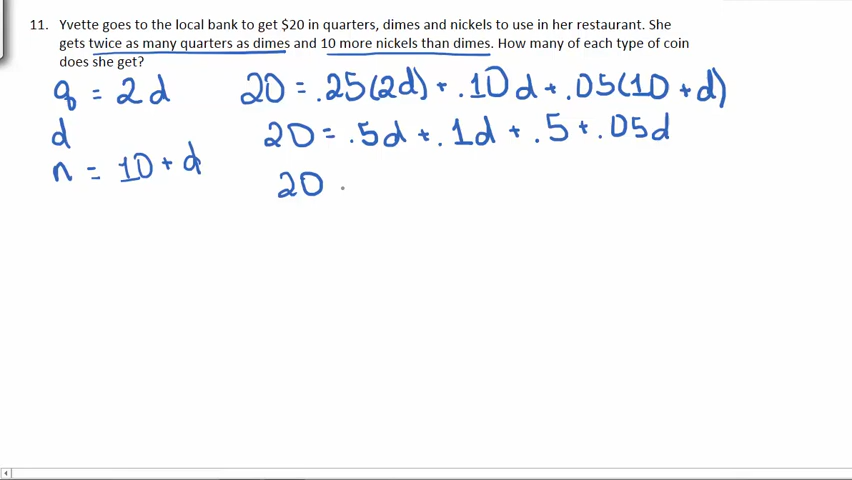 11. Yvette goes to the local bank to get $20 in quarters, dimes and nickels to use in her restaurant. She
gets twice as many quarters as dimes and 10 more nickels than dimes. How many of each type of coin
does she get?
q = 2d
20 = .25(2d) + .10d + .05(10 + d)
d
20 = .5d + .1d + .5 + .05d
n = 10 + d
20